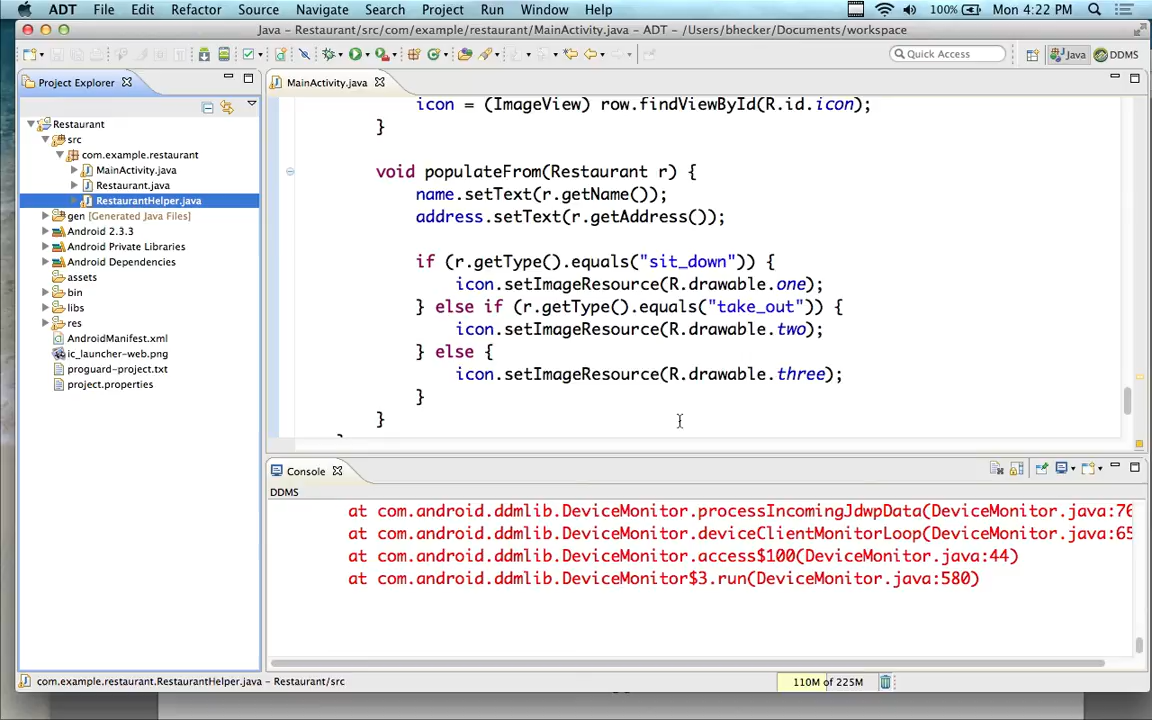 ADT File Edit Refactor Source Navigate Search Project Run Window Help 100% Mon 4:22 PM
Java – Restaurant/src/com/example/restaurant/MainActivity.java – ADT – /Users/bhecker/Documents/workspace
Quick Access Java DDMS
Project Explorer
Restaurant
src
com.example.restaurant
MainActivity.java
Restaurant.java
RestaurantHelper.java
gen [Generated Java Files]
Android 2.3.3
Android Private Libraries
Android Dependencies
assets
bin
libs
res
AndroidManifest.xml
ic_launcher-web.png
proguard-project.txt
project.properties
MainActivity.java
icon = (ImageView) row.findViewById(R.id.icon);
}
void populateFrom(Restaurant r) {
name.setText(r.getName());
address.setText(r.getAddress());
if (r.getType().equals("sit_down")) {
icon.setImageResource(R.drawable.one);
} else if (r.getType().equals("take_out")) {
icon.setImageResource(R.drawable.two);
} else {
icon.setImageResource(R.drawable.three);
}
}
Console
DDMS
at com.android.ddmlib.DeviceMonitor.processIncomingJdwpData(DeviceMonitor.java:76
at com.android.ddmlib.DeviceMonitor.deviceClientMonitorLoop(DeviceMonitor.java:65
at com.android.ddmlib.DeviceMonitor.access$100(DeviceMonitor.java:44)
at com.android.ddmlib.DeviceMonitor$3.run(DeviceMonitor.java:580)
com.example.restaurant.RestaurantHelper.java – Restaurant/src 110M of 225M